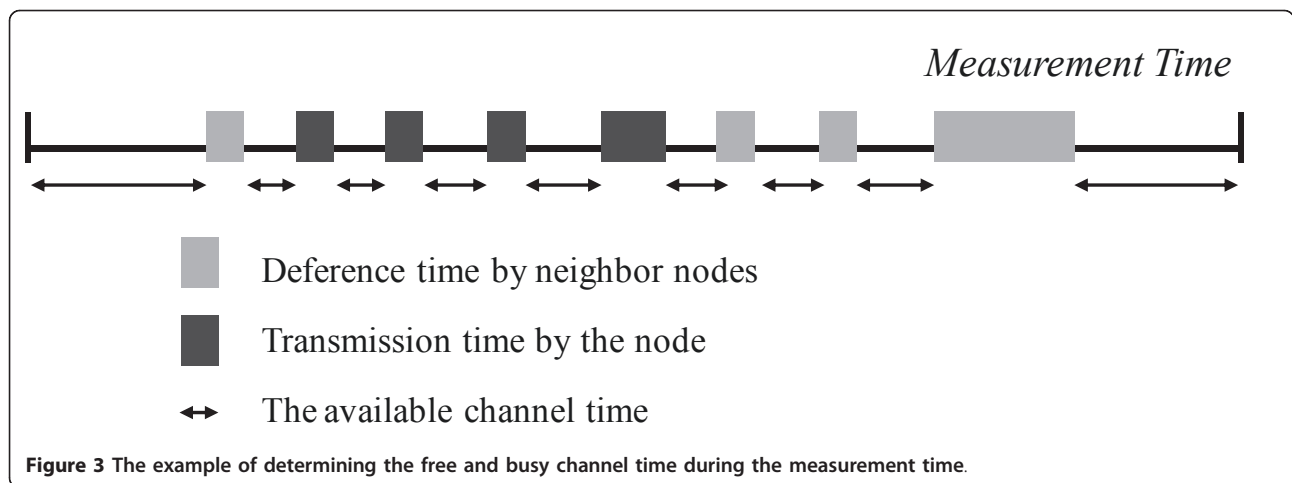 Measurement Time
Deference time by neighbor nodes
Transmission time by the node
The available channel time
Figure 3 The example of determining the free and busy channel time during the measurement time.